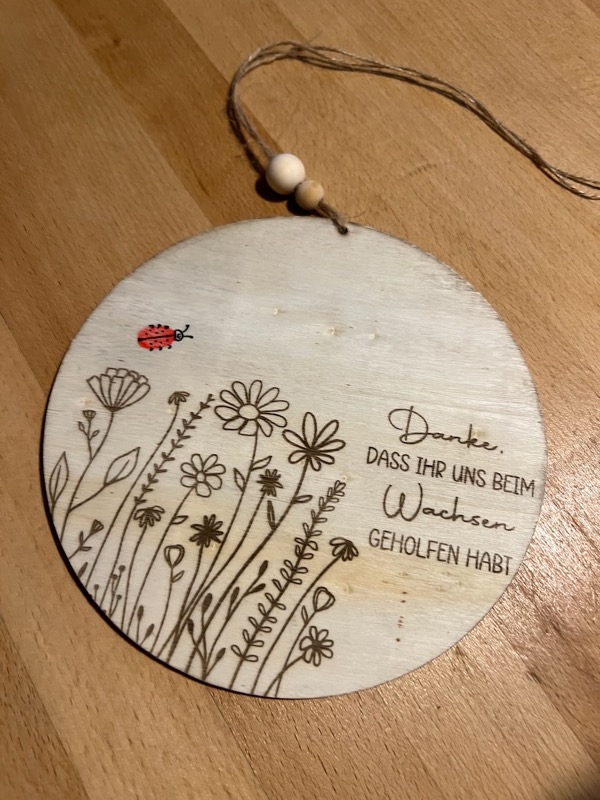 Danke,
DASS IHR UNS BEIM
Wachsen
GEHOLFEN HABT